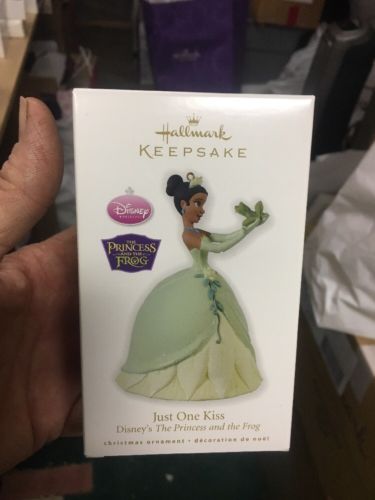 Hallmark
KEEPSAKE
Disney
PRINCESS
THE
PRINCESS
AND THE
FROG
Just One Kiss
Disney's The Princess and the Frog
christmas ornament • décoration de noël